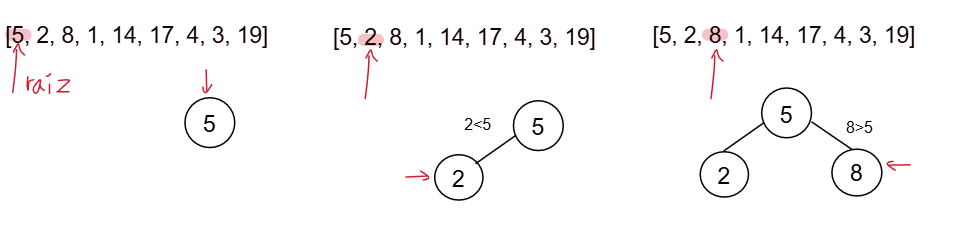 [5, 2, 8, 1, 14, 17, 4, 3, 19]
raíz
5
[5, 2, 8, 1, 14, 17, 4, 3, 19]
2<5
5
2
[5, 2, 8, 1, 14, 17, 4, 3, 19]
5
8>5
2
8